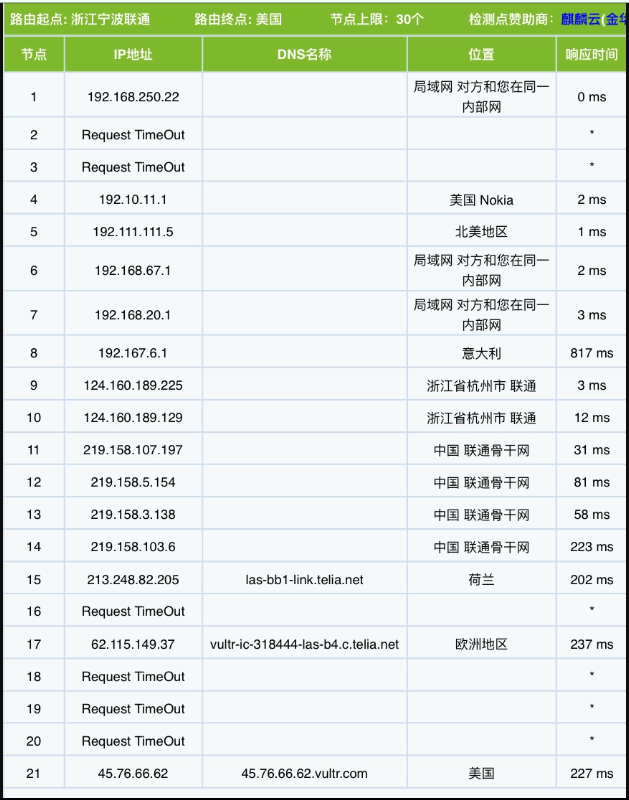 路由起点: 浙江宁波联通 路由终点: 美国 节点上限: 30个 检测点赞助商: 麒麟云(金华
节点 IP地址 DNS名称 位置 响应时间
1 192.168.250.22 局域网 对方和您在同一内部网 0 ms
2 Request TimeOut *
3 Request TimeOut *
4 192.10.11.1 美国 Nokia 2 ms
5 192.111.111.5 北美地区 1 ms
6 192.168.67.1 局域网 对方和您在同一内部网 2 ms
7 192.168.20.1 局域网 对方和您在同一内部网 3 ms
8 192.167.6.1 意大利 817 ms
9 124.160.189.225 浙江省杭州市 联通 3 ms
10 124.160.189.129 浙江省杭州市 联通 12 ms
11 219.158.107.197 中国 联通骨干网 31 ms
12 219.158.5.154 中国 联通骨干网 81 ms
13 219.158.3.138 中国 联通骨干网 58 ms
14 219.158.103.6 中国 联通骨干网 223 ms
15 213.248.82.205 las-bb1-link.telia.net 荷兰 202 ms
16 Request TimeOut *
17 62.115.149.37 vultr-ic-318444-las-b4.c.telia.net 欧洲地区 237 ms
18 Request TimeOut *
19 Request TimeOut *
20 Request TimeOut *
21 45.76.66.62 45.76.66.62.vultr.com 美国 227 ms